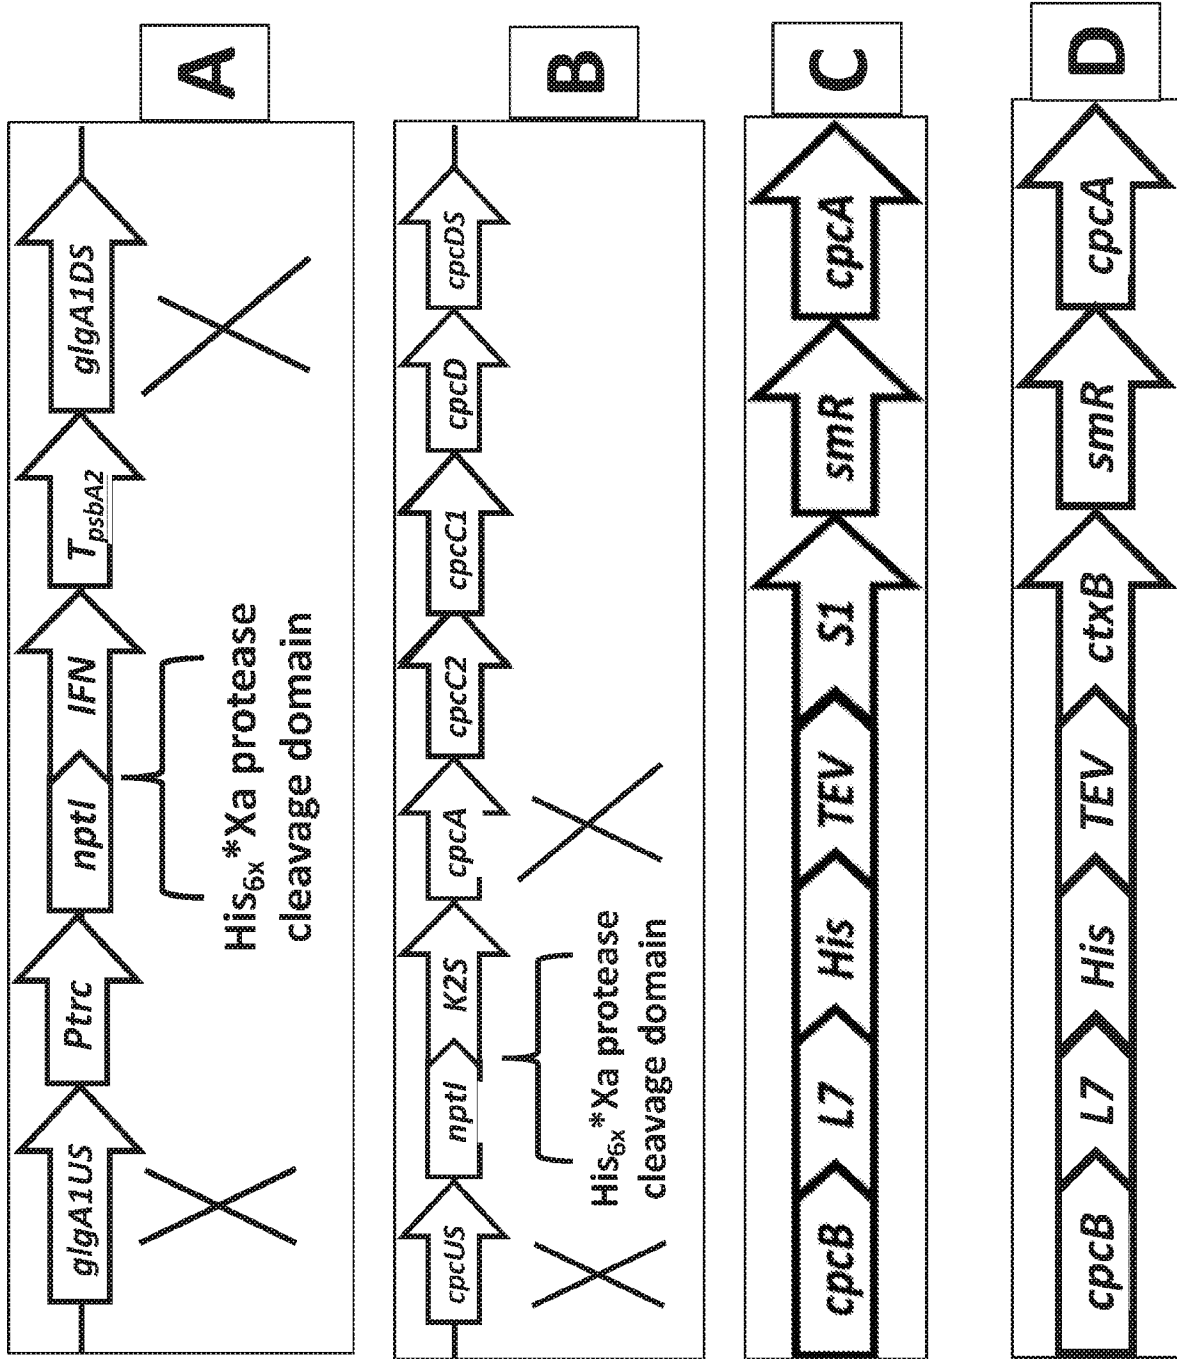 A
glgA1US Ptrc nptI IFN TpsbA2 glgA1DS
His6x*Xa protease
cleavage domain
B
cpcUS nptI K2S cpcA cpcC2 cpcC1 cpcD cpcDS
His6x*Xa protease
cleavage domain
C
cpcB L7 His TEV S1 smR cpcA
D
cpcB L7 His TEV ctxB smR cpcA